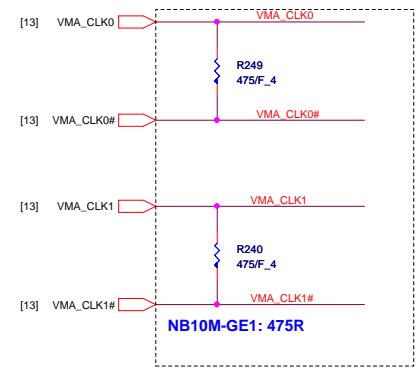 [13] VMA_CLK0 VMA_CLK0
R249
475/F_4
[13] VMA_CLK0# VMA_CLK0#
[13] VMA_CLK1 VMA_CLK1
R240
475/F_4
[13] VMA_CLK1# VMA_CLK1#
NB10M-GE1: 475R